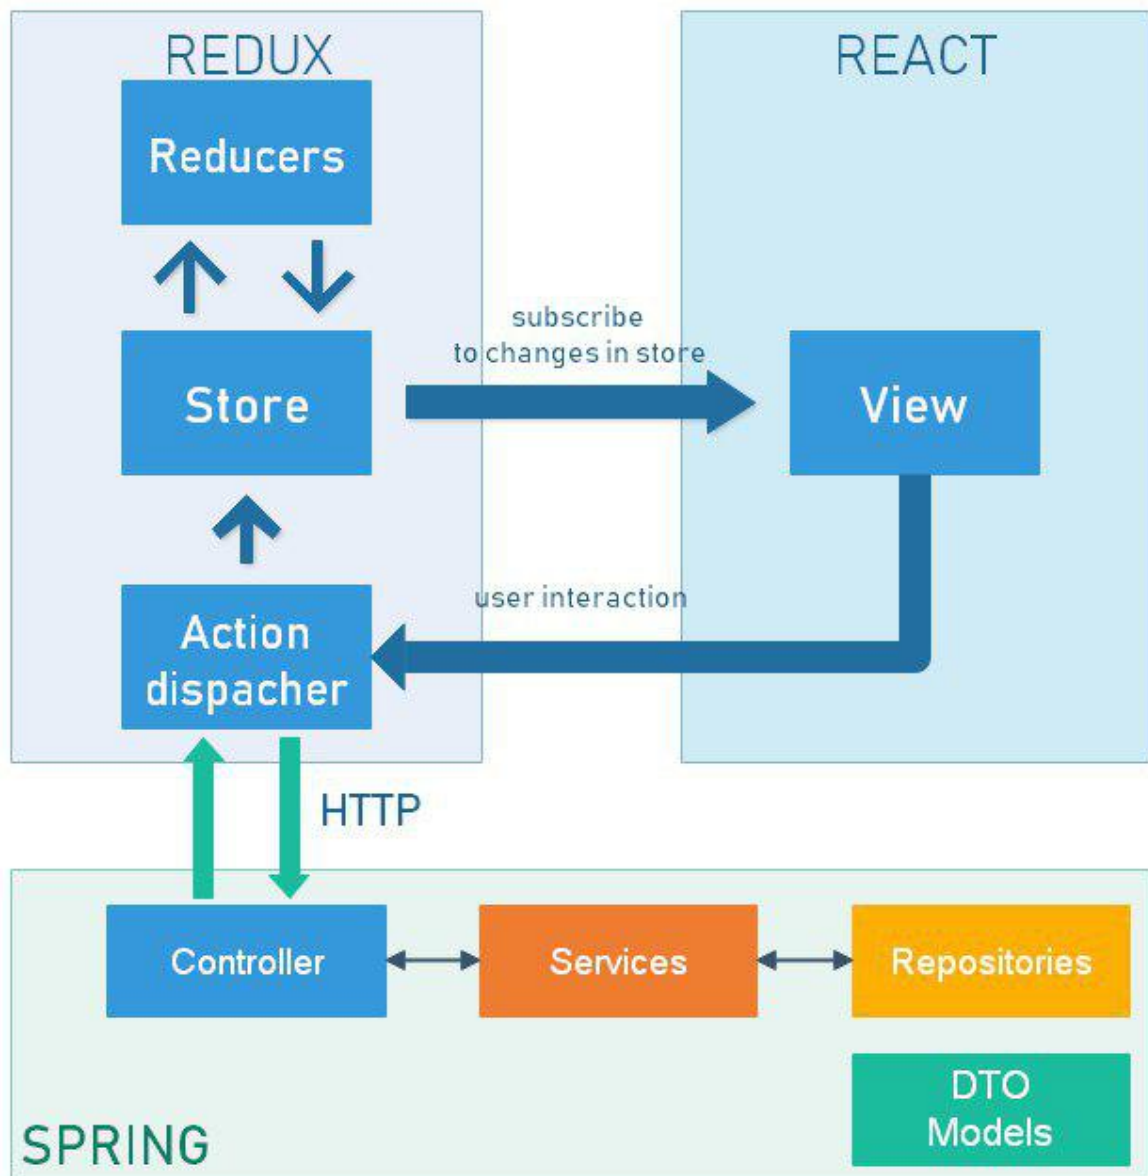 REDUX
REACT
Reducers
subscribe
to changes in store
Store
View
user interaction
Action
dispacher
HTTP
Controller
Services
Repositories
DTO
Models
SPRING